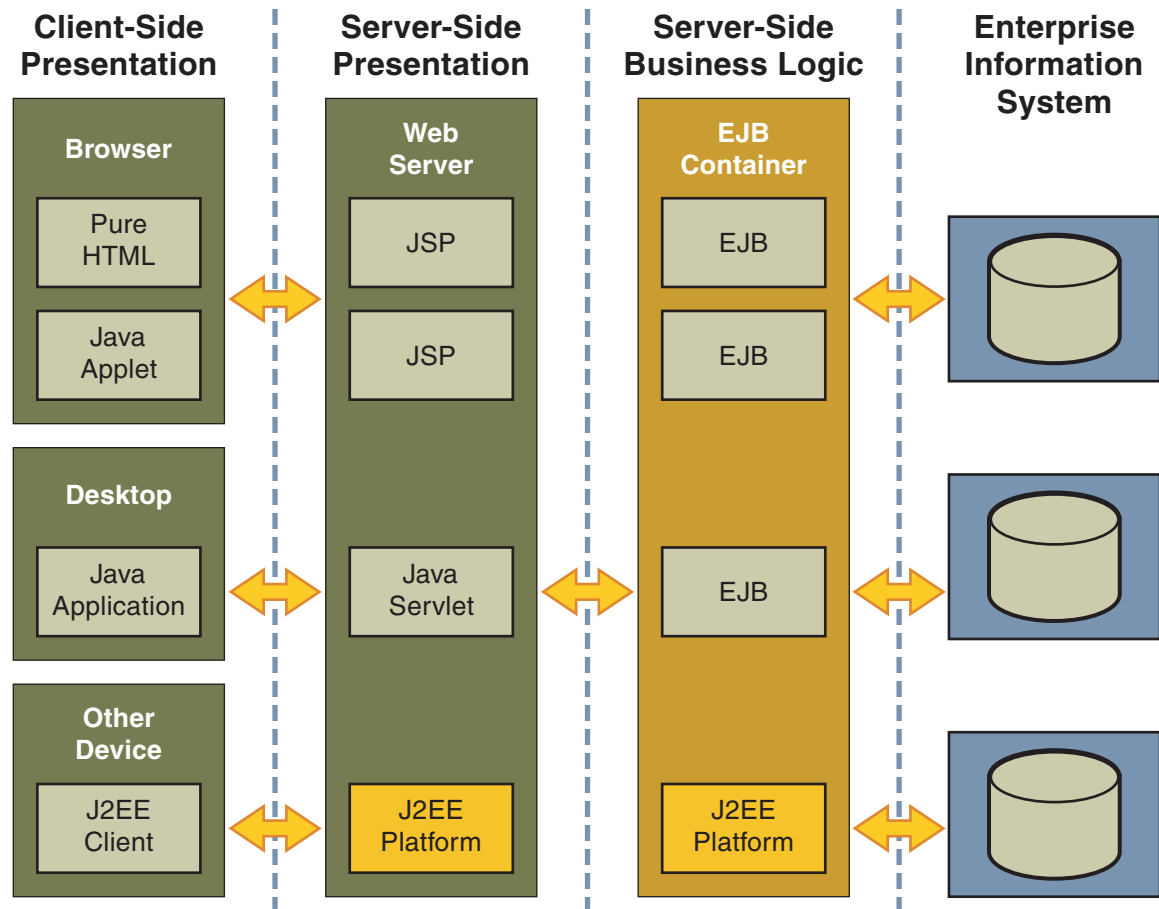 Client-Side
Presentation
Server-Side
Presentation
Server-Side
Business Logic
Enterprise
Information
System
Browser
Pure
HTML
Java
Applet
Desktop
Java
Application
Other
Device
J2EE
Client
Web
Server
JSP
JSP
Java
Servlet
J2EE
Platform
EJB
Container
EJB
EJB
EJB
J2EE
Platform